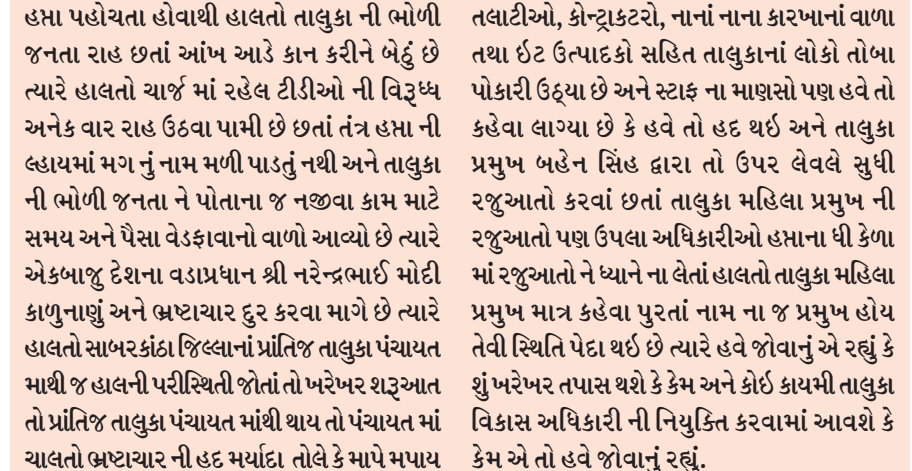 હપ્તા પહોચતા હોવાથી હાલતો તાલુકા ની ભોળી
જનતા રાહ છતાં આંખ આડે કાન કરીને બેઠું છે
ત્યારે હાલતો ચાર્જ માં રહેલ ટીડીઓ ની વિરૂધ્ધ
અનેક વાર રાહ ઉઠવા પામી છે છતાં તંત્ર હપ્તા ની
લ્હાયમાં મગ નું નામ મળી પાડતું નથી અને તાલુકા
ની ભોળી જનતા ને પોતાના જ નજીવા કામ માટે
સમય અને પૈસા વેડફાવાનો વાળો આવ્યો છે ત્યારે
એકબાજુ દેશના વડાપ્રધાન શ્રી નરેન્દ્રભાઈ મોદી
કાળુનાણું અને ભ્રષ્ટાચાર દુર કરવા માગે છે ત્યારે
હાલતો સાબરકાંઠા જિલ્લાનાં પ્રાંતિજ તાલુકા પંચાયત
માથી જ હાલની પરીસ્થિતી જોતાં તો ખરેખર શરૂઆત
તો પ્રાંતિજ તાલુકા પંચાયત માંથી થાય તો પંચાયત માં
ચાલતો ભ્રષ્ટાચાર ની હદ મર્યાદા તોલે કે માપે મપાય
તલાટીઓ, કોન્ટ્રાકટરો, નાનાં નાના કારખાનાં વાળા
તથા ઇટ ઉત્પાદકો સહિત તાલુકાનાં લોકો તોબા
પોકારી ઉઠ્યા છે અને સ્ટાફ ના માણસો પણ હવે તો
કહેવા લાગ્યા છે કે હવે તો હદ થઇ અને તાલુકા
પ્રમુખ બહેન સિંહ દ્વારા તો ઉપર લેવલે સુધી
રજુઆતો કરવાં છતાં તાલુકા મહિલા પ્રમુખ ની
રજુઆતો પણ ઉપલા અધિકારીઓ હપ્તાના ધી કેળા
માં રજુઆતો ને ધ્યાને ના લેતાં હાલતો તાલુકા મહિલા
પ્રમુખ માત્ર કહેવા પુરતાં નામ ના જ પ્રમુખ હોય
તેવી સ્થિતિ પેદા થઇ છે ત્યારે હવે જોવાનું એ રહ્યું કે
શું ખરેખર તપાસ થશે કે કેમ અને કોઇ કાયમી તાલુકા
વિકાસ અધિકારી ની નિયુક્તિ કરવામાં આવશે કે
કેમ એ તો હવે જોવાનું રહ્યું.